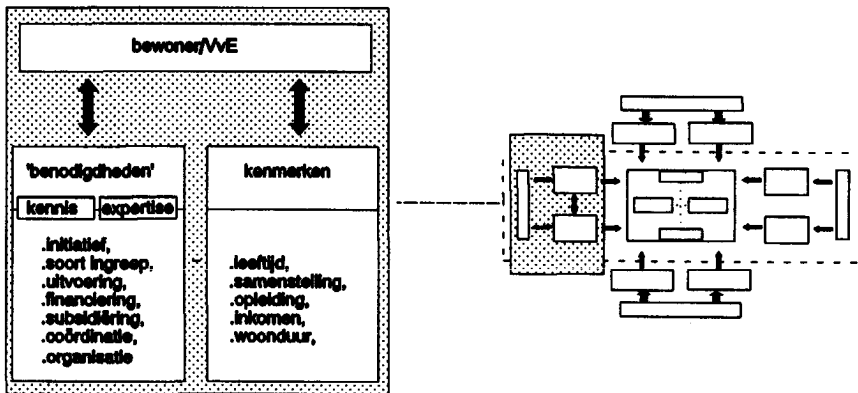 bewoner/VvE
'benodigdheden'
kennis expertise
.initiatief,
.soort ingreep,
.uitvoering,
.financiering,
.subsidiëring,
.coördinatie,
.organisatie
kenmerken
.leeftijd,
.samenstelling,
.opleiding,
.inkomen,
.woonduur,